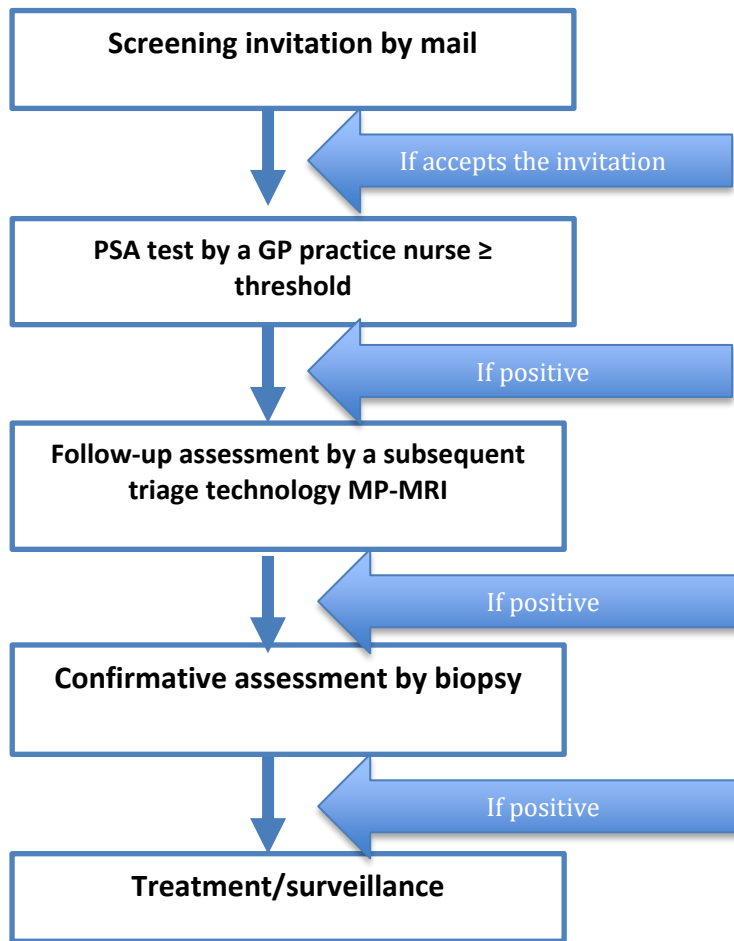 Screening invitation by mail
If accepts the invitation
PSA test by a GP practice nurse ≥
threshold
If positive
Follow-up assessment by a subsequent
triage technology MP-MRI
If positive
Confirmative assessment by biopsy
If positive
Treatment/surveillance